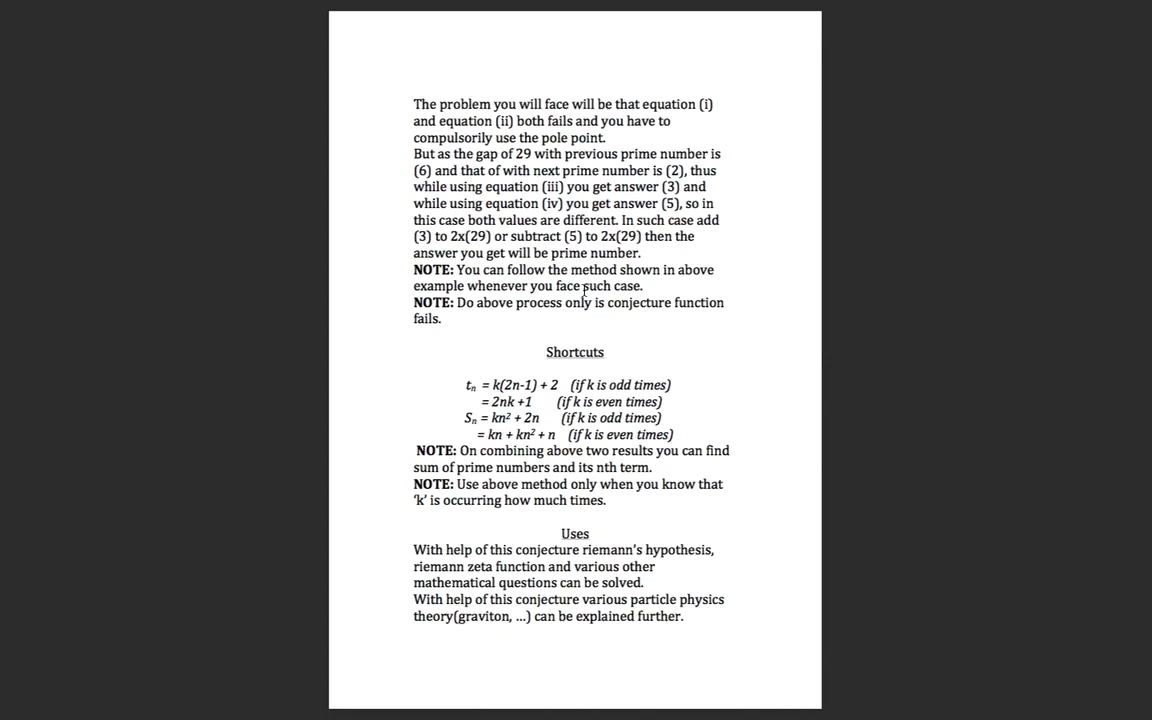 The problem you will face will be that equation (i)
and equation (ii) both fails and you have to
compulsorily use the pole point.
But as the gap of 29 with previous prime number is
(6) and that of with next prime number is (2), thus
while using equation (iii) you get answer (3) and
while using equation (iv) you get answer (5), so in
this case both values are different. In such case add
(3) to 2x(29) or subtract (5) to 2x(29) then the
answer you get will be prime number.
NOTE: You can follow the method shown in above
example whenever you face such case.
NOTE: Do above process only is conjecture function
fails.
Shortcuts
tₙ = k(2n-1) + 2 (if k is odd times)
= 2nk +1 (if k is even times)
Sₙ = kn² + 2n (if k is odd times)
= kn + kn² + n (if k is even times)
NOTE: On combining above two results you can find
sum of prime numbers and its nth term.
NOTE: Use above method only when you know that
‘k’ is occurring how much times.
Uses
With help of this conjecture riemann’s hypothesis,
riemann zeta function and various other
mathematical questions can be solved.
With help of this conjecture various particle physics
theory(graviton, ...) can be explained further.